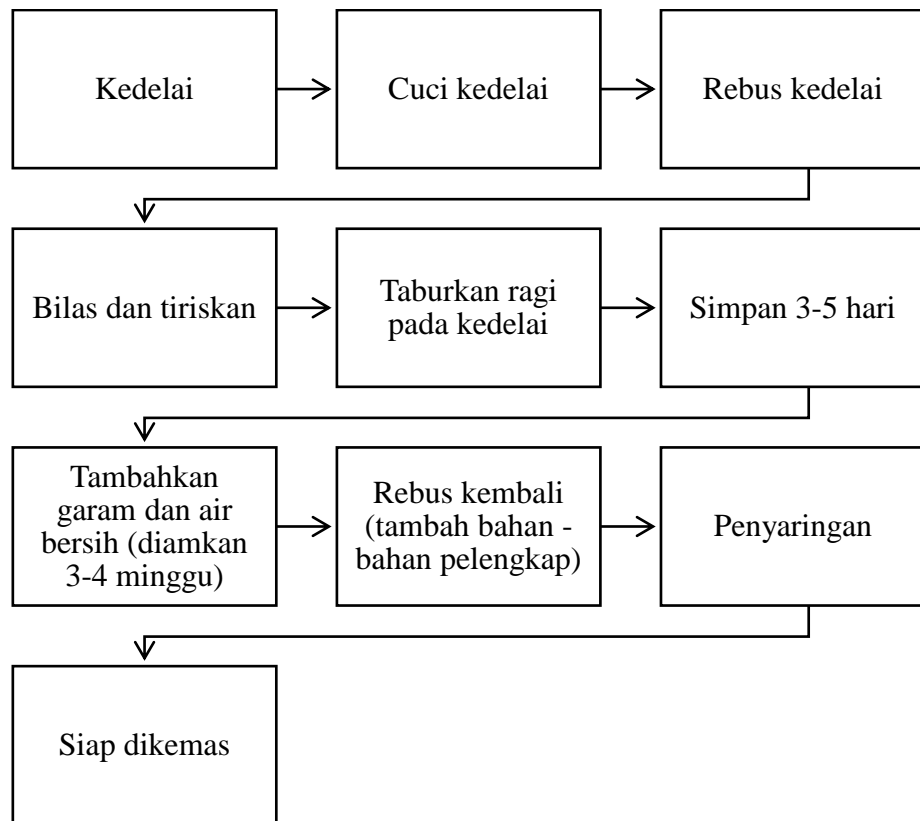 Kedelai
Cuci kedelai
Rebus kedelai
Bilas dan tiriskan
Taburkan ragi
pada kedelai
Simpan 3-5 hari
Tambahkan
garam dan air
bersih (diamkan
3-4 minggu)
Rebus kembali
(tambah bahan -
bahan pelengkap)
Penyaringan
Siap dikemas